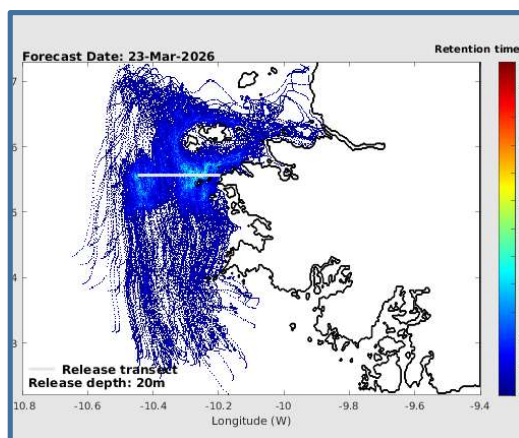 Forecast Date: 23-Mar-2026
Retention time
.7
.6
.5
.4
.3
Release transect
Release depth: 20m
-10.8
-10.6
-10.4
-10.2
-10
-9.8
-9.6
-9.4
Longitude (W)